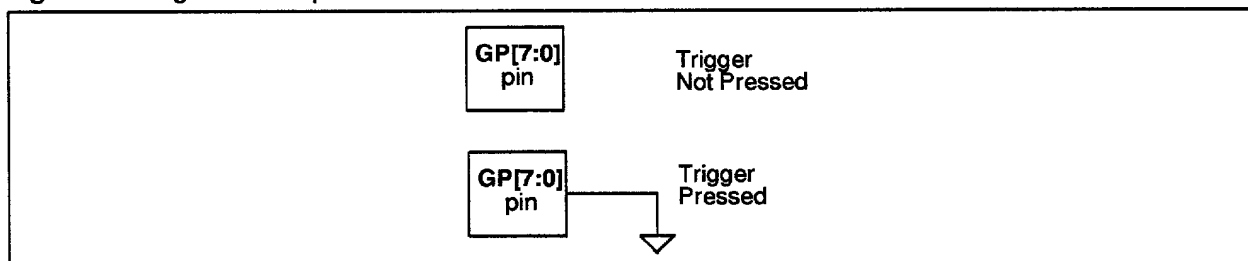 GP[7:0]
pin
Trigger
Not Pressed
GP[7:0]
pin
Trigger
Pressed